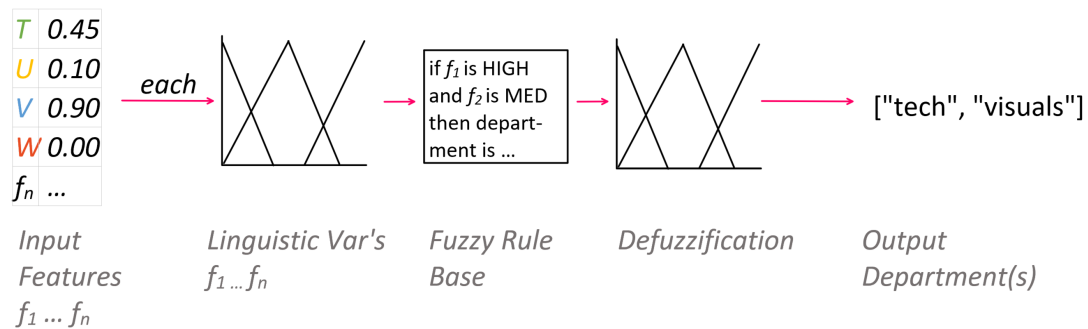 T 0.45
U 0.10
V 0.90
W 0.00
fn ...
each
if f1 is HIGH
and f2 is MED
then depart-
ment is ...
["tech", "visuals"]
Input
Features
f1 ... fn
Linguistic Var's
f1 ... fn
Fuzzy Rule
Base
Defuzzification
Output
Department(s)